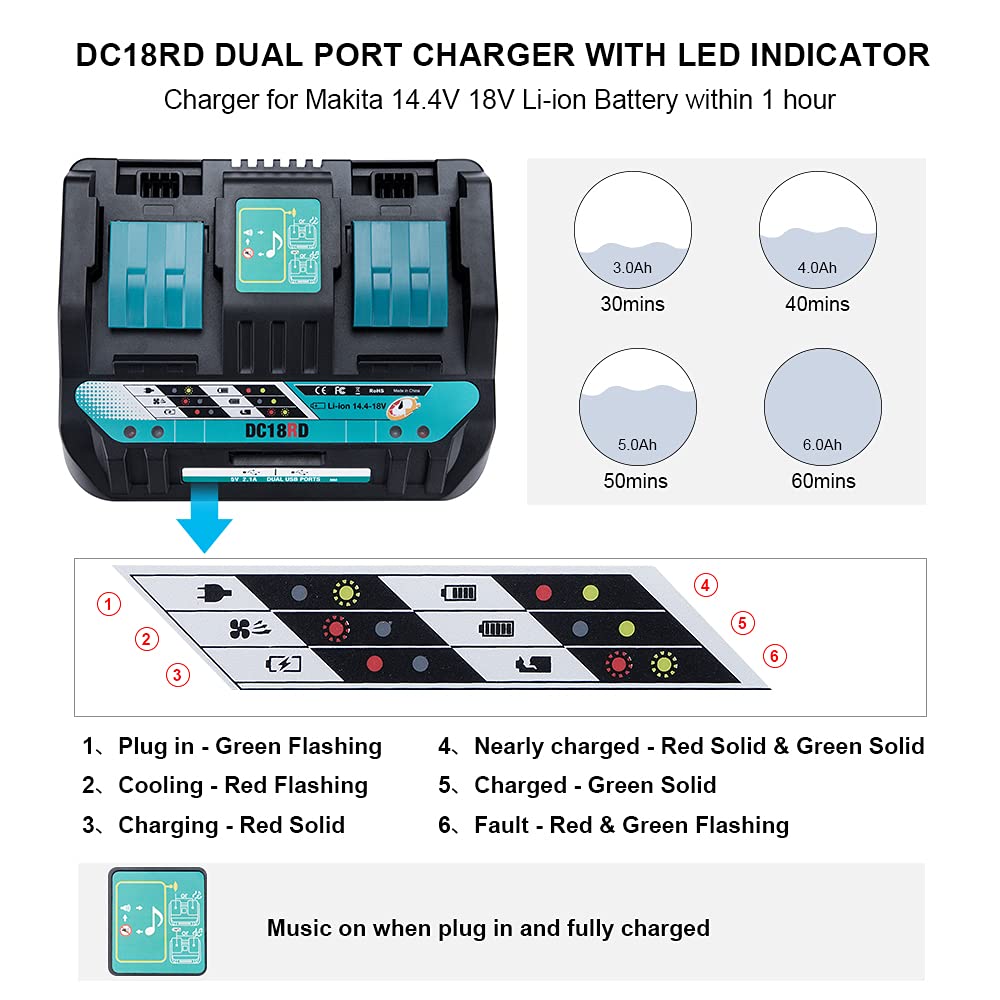 DC18RD DUAL PORT CHARGER WITH LED INDICATOR
Charger for Makita 14.4V 18V Li-ion Battery within 1 hour
3.0Ah
4.0Ah
30mins
40mins
OR
OR
CE FC RoHS Made in China
Li-ion 14.4-18V
DC18RD
5V 2.1A DUAL USB PORTS
5.0Ah
6.0Ah
50mins
60mins
1
2
3
4
5
6
1、Plug in - Green Flashing
2、Cooling - Red Flashing
3、Charging - Red Solid
4、Nearly charged - Red Solid & Green Solid
5、Charged - Green Solid
6、Fault - Red & Green Flashing
OR
OR
Music on when plug in and fully charged